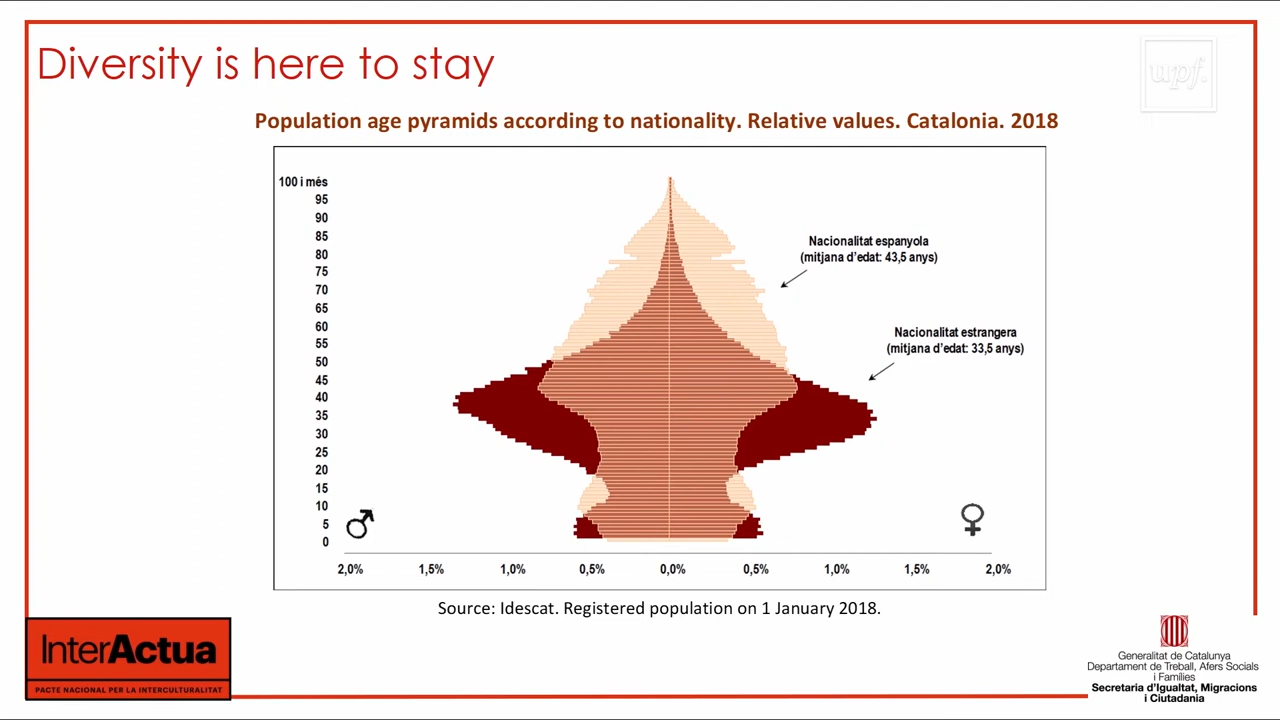 Diversity is here to stay
upf.
Population age pyramids according to nationality. Relative values. Catalonia. 2018
100 i més
95
90
85
80
75
70
65
60
55
50
45
40
35
30
25
20
15
10
5
0
Nacionalitat espanyola
(mitjana d'edat: 43,5 anys)
Nacionalitat estrangera
(mitjana d'edat: 33,5 anys)
2,0% 1,5% 1,0% 0,5% 0,0% 0,5% 1,0% 1,5% 2,0%
Source: Idescat. Registered population on 1 January 2018.
InterActua
PACTE NACIONAL PER LA INTERCULTURALITAT
Generalitat de Catalunya
Departament de Treball, Afers Socials
i Famílies
Secretaria d'Igualtat, Migracions
i Ciutadania